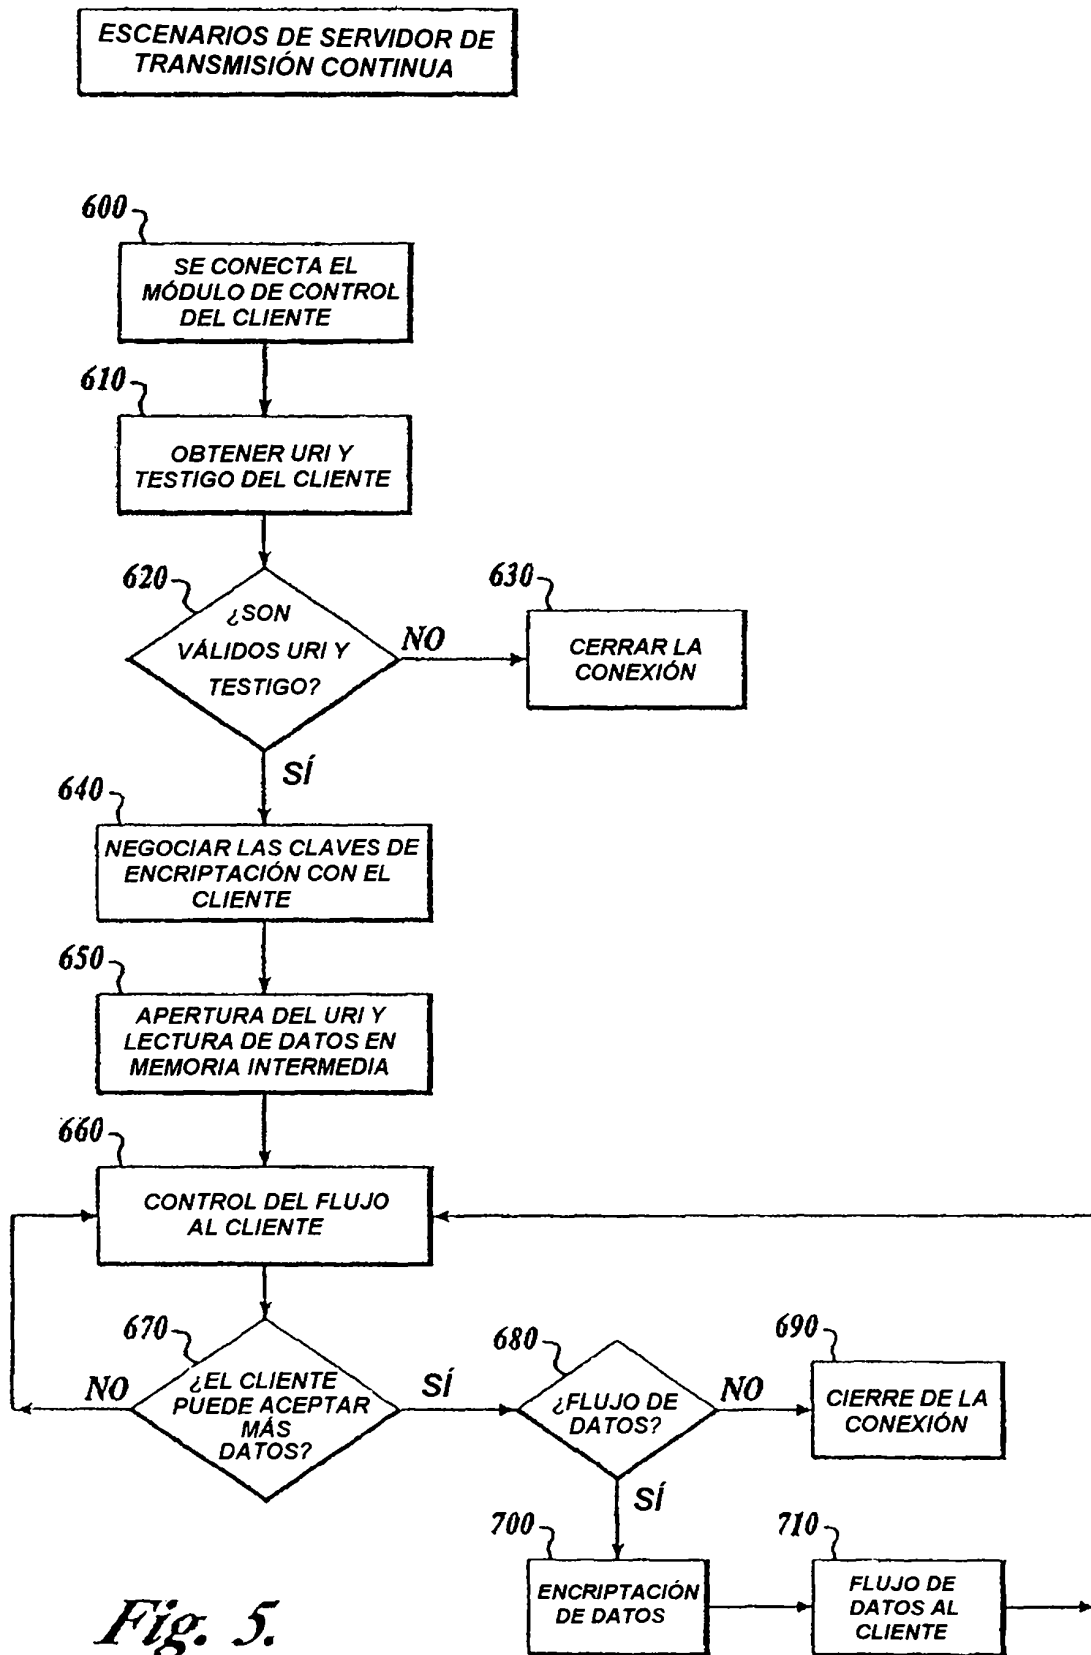 ESCENARIOS DE SERVIDOR DE
TRANSMISIÓN CONTINUA
600
SE CONECTA EL
MÓDULO DE CONTROL
DEL CLIENTE
610
OBTENER URI Y
TESTIGO DEL CLIENTE
620
¿SON
VÁLIDOS URI Y
TESTIGO?
NO
630
CERRAR LA
CONEXIÓN
SÍ
640
NEGOCIAR LAS CLAVES DE
ENCRIPTACIÓN CON EL
CLIENTE
650
APERTURA DEL URI Y
LECTURA DE DATOS EN
MEMORIA INTERMEDIA
660
CONTROL DEL FLUJO
AL CLIENTE
670
¿EL CLIENTE
PUEDE ACEPTAR
MÁS
DATOS?
NO
SÍ
680
¿FLUJO DE
DATOS?
NO
690
CIERRE DE LA
CONEXIÓN
SÍ
700
ENCRIPTACIÓN
DE DATOS
710
FLUJO DE
DATOS AL
CLIENTE
Fig. 5.